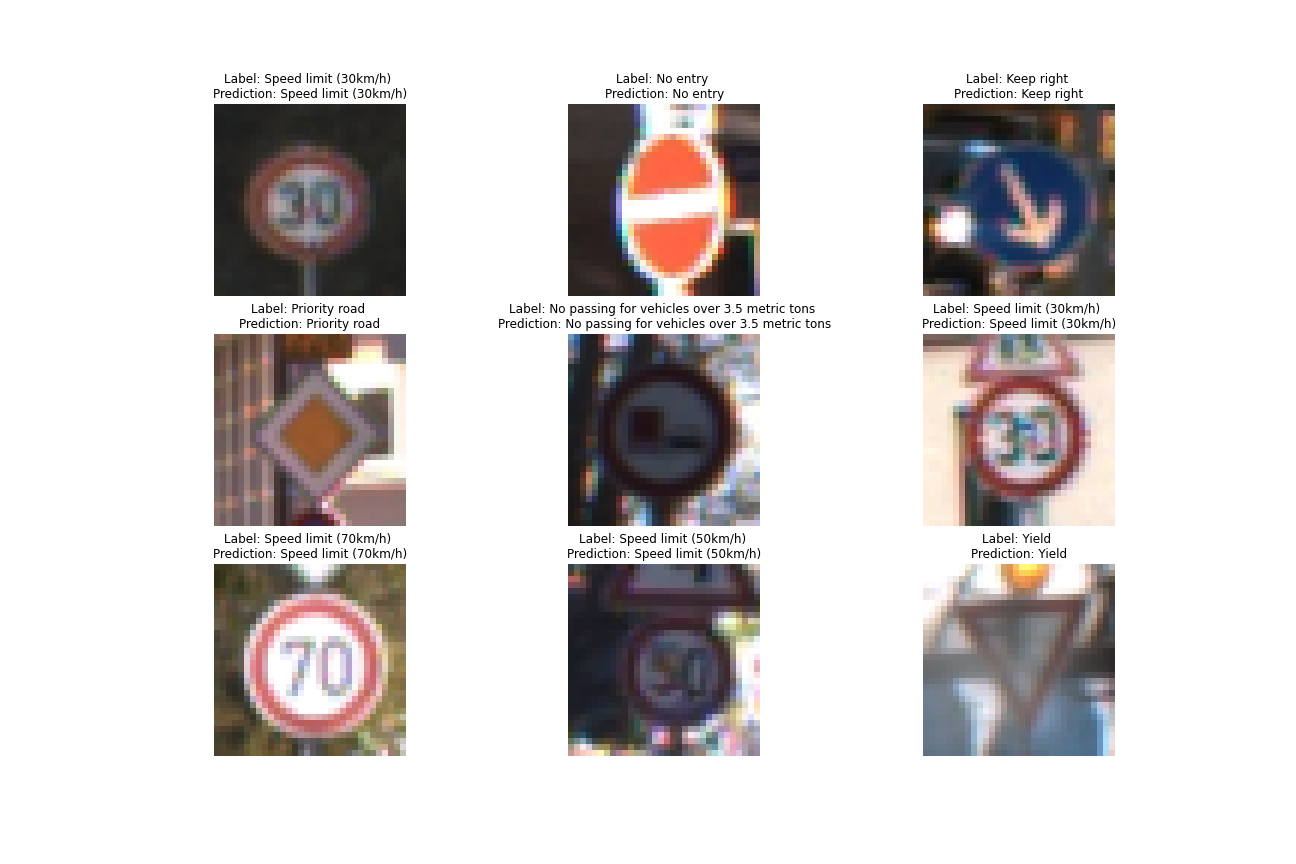 Label: Speed limit (30km/h)
Prediction: Speed limit (30km/h)
Label: No entry
Prediction: No entry
Label: Keep right
Prediction: Keep right
30
Label: Priority road
Prediction: Priority road
Label: No passing for vehicles over 3.5 metric tons
Prediction: No passing for vehicles over 3.5 metric tons
Label: Speed limit (30km/h)
Prediction: Speed limit (30km/h)
30
Label: Speed limit (70km/h)
Prediction: Speed limit (70km/h)
Label: Speed limit (50km/h)
Prediction: Speed limit (50km/h)
Label: Yield
Prediction: Yield
70
50